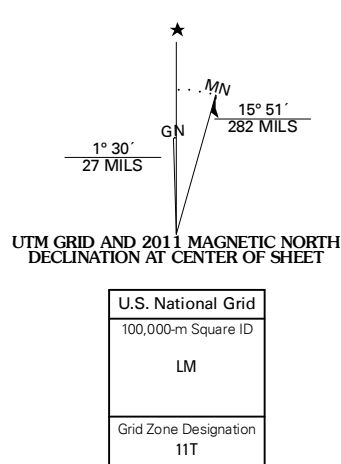 ★
MN
15° 51´
282 MILS
GN
1° 30´
27 MILS
UTM GRID AND 2011 MAGNETIC NORTH
DECLINATION AT CENTER OF SHEET
U.S. National Grid
100,000-m Square ID
LM
Grid Zone Designation
11T